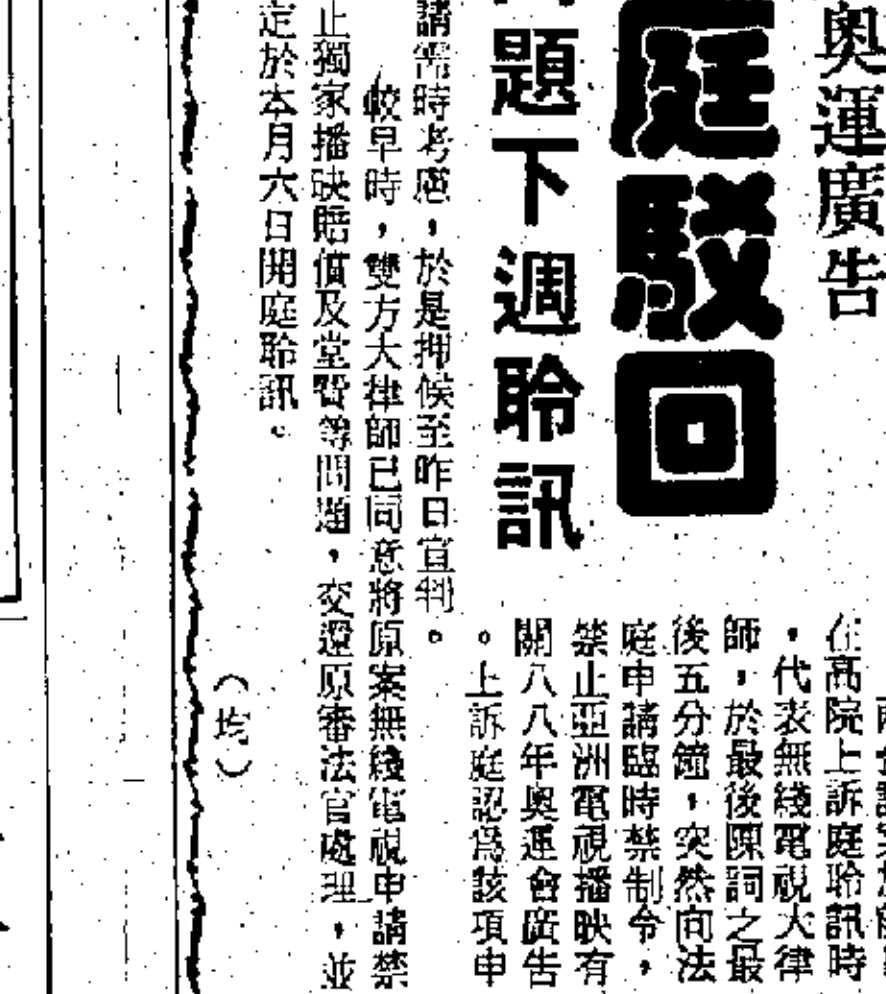 奧運廣告
庭駁回
題下週聆訊
在高院上訴庭聆訊時
，代表無綫電視大律
師，於最後陳詞之最
後五分鐘，突然向法
庭申請臨時禁制令，
禁止亞洲電視播映有
關八八年奧運會廣告
。上訴庭認爲該項申
請需時考慮，於是押候至昨日宣判。
較早時，雙方大律師已同意將原案無綫電視申請禁
止獨家播映賠償及堂費等問題，交還原審法官處理，並
定於本月六日開庭聆訊。
（均）